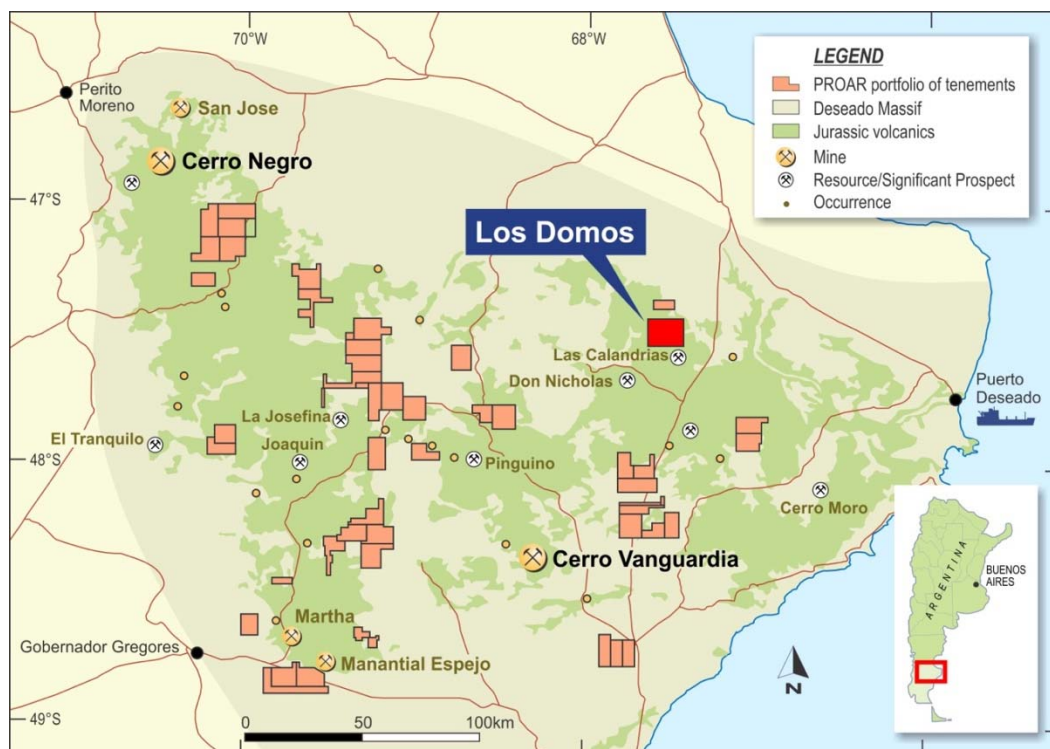 70°W
68°W
LEGEND
PROAR portfolio of tenements
Deseado Massif
Jurassic volcanics
Mine
Resource/Significant Prospect
Occurrence
Perito
Moreno
San Jose
Cerro Negro
47°S
Los Domos
Las Calandrias
Don Nicholas
Puerto
Deseado
La Josefina
El Tranquilo
Joaquin
48°S
Pinguino
Cerro Moro
Cerro Vanguardia
Martha
Gobernador Gregores
Manantial Espejo
N
49°S
0
50
100km
ARGENTINA
BUENOS
AIRES